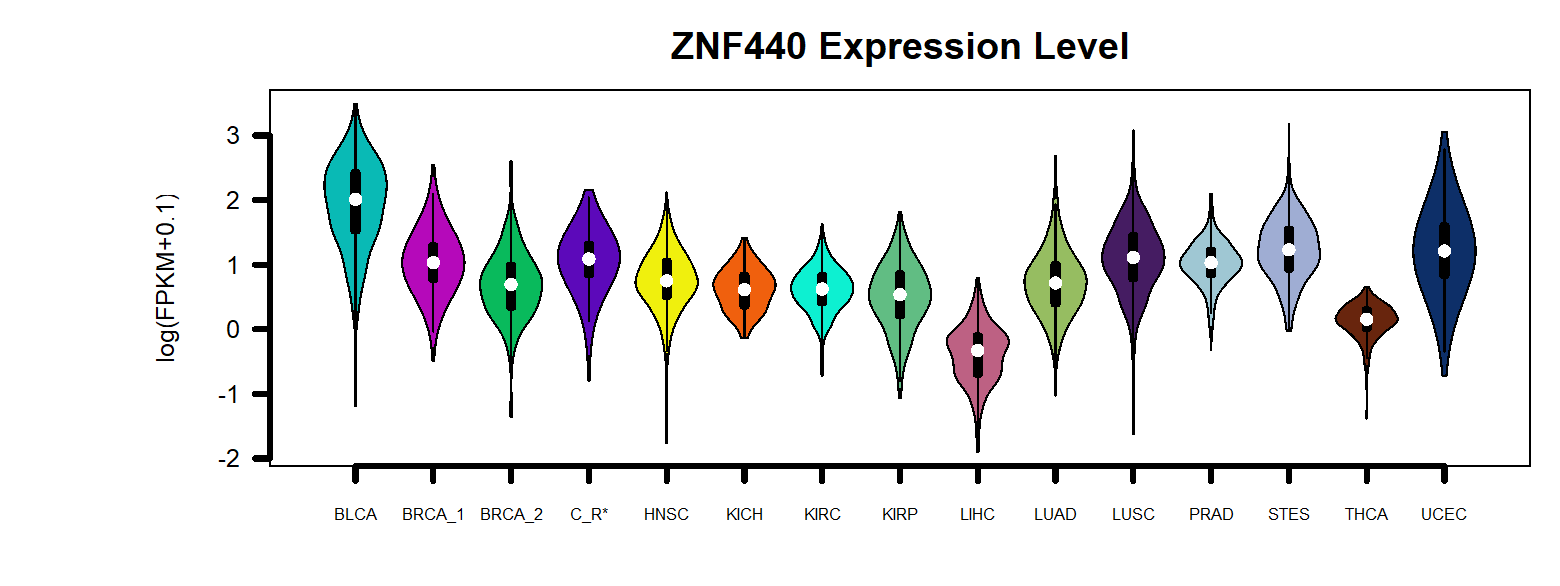 ZNF440 Expression Level
log(FPKM+0.1)
3
2
1
0
-1
-2
BLCA BRCA_1 BRCA_2 C_R* HNSC KICH KIRC KIRP LIHC LUAD LUSC PRAD STES THCA UCEC